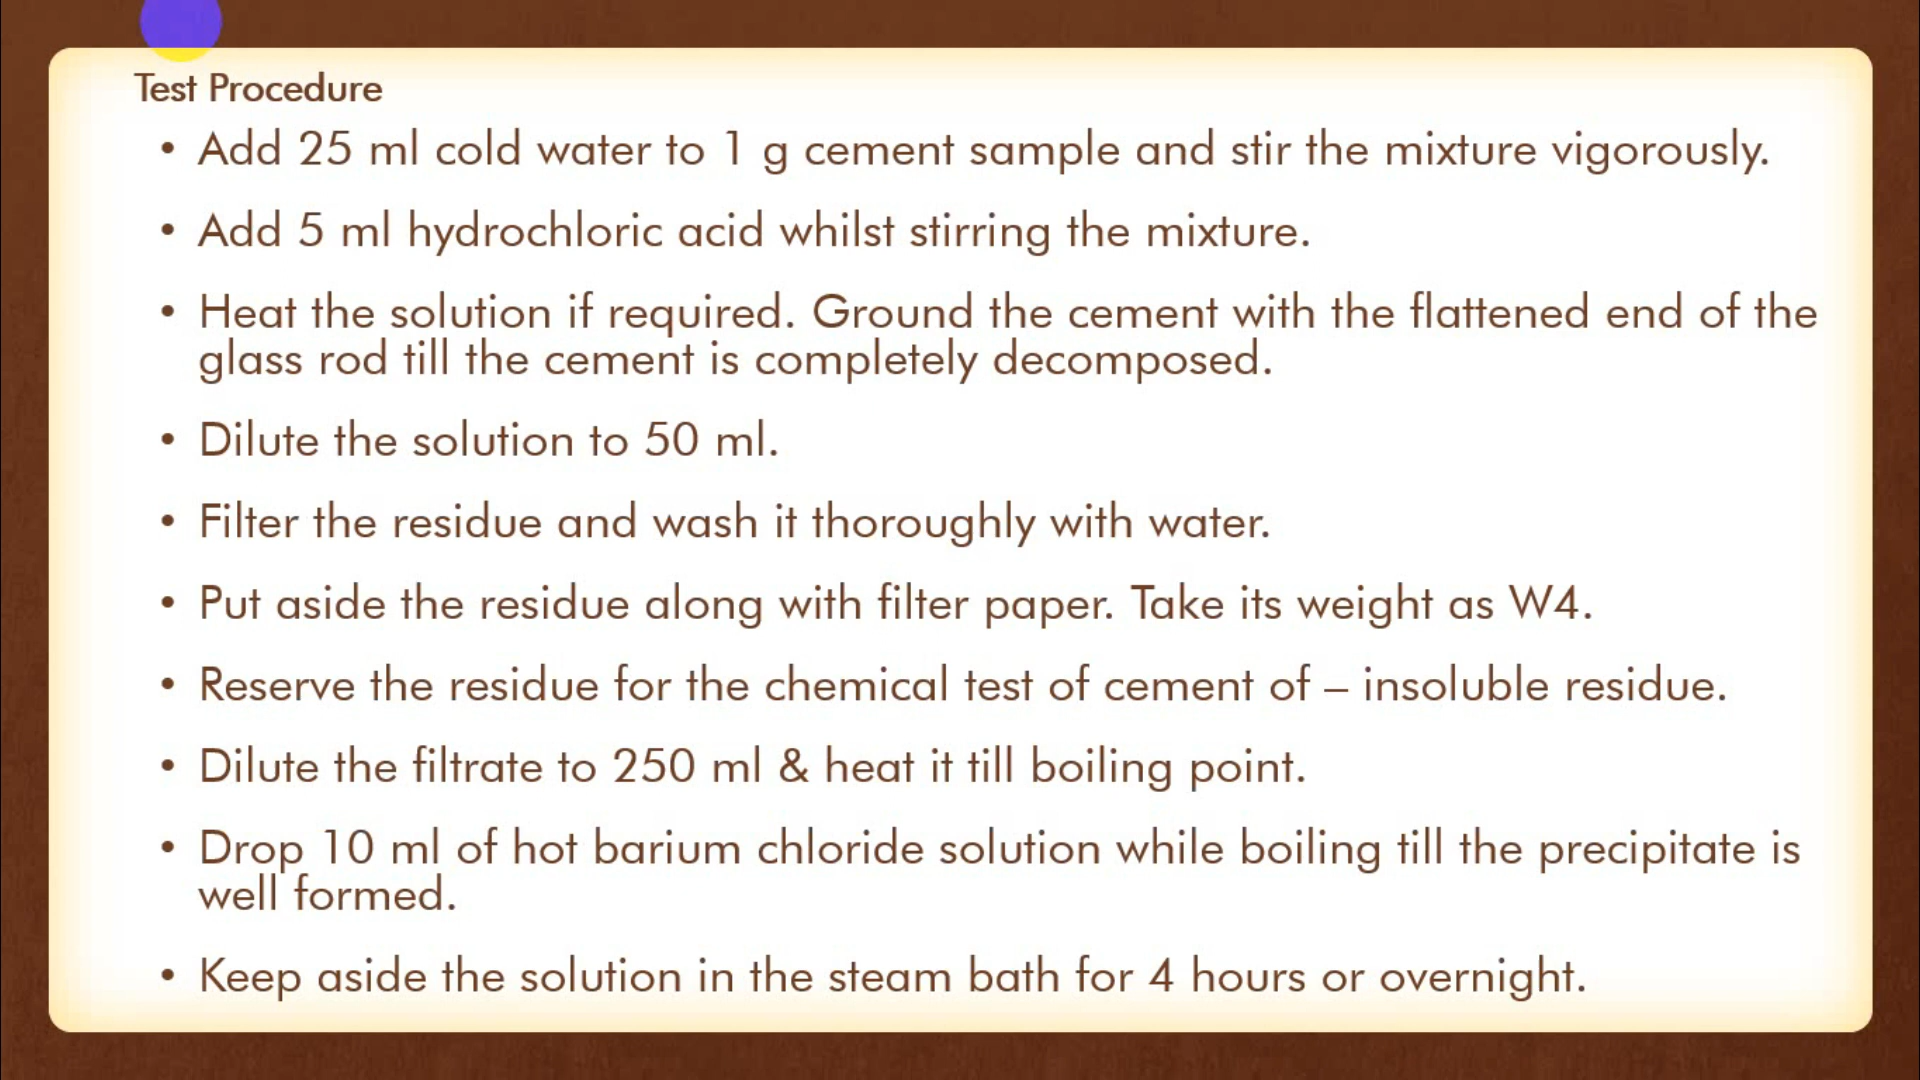 Test Procedure
• Add 25 ml cold water to 1 g cement sample and stir the mixture vigorously.
• Add 5 ml hydrochloric acid whilst stirring the mixture.
• Heat the solution if required. Ground the cement with the flattened end of the
glass rod till the cement is completely decomposed.
• Dilute the solution to 50 ml.
• Filter the residue and wash it thoroughly with water.
• Put aside the residue along with filter paper. Take its weight as W4.
• Reserve the residue for the chemical test of cement of – insoluble residue.
• Dilute the filtrate to 250 ml & heat it till boiling point.
• Drop 10 ml of hot barium chloride solution while boiling till the precipitate is
well formed.
• Keep aside the solution in the steam bath for 4 hours or overnight.